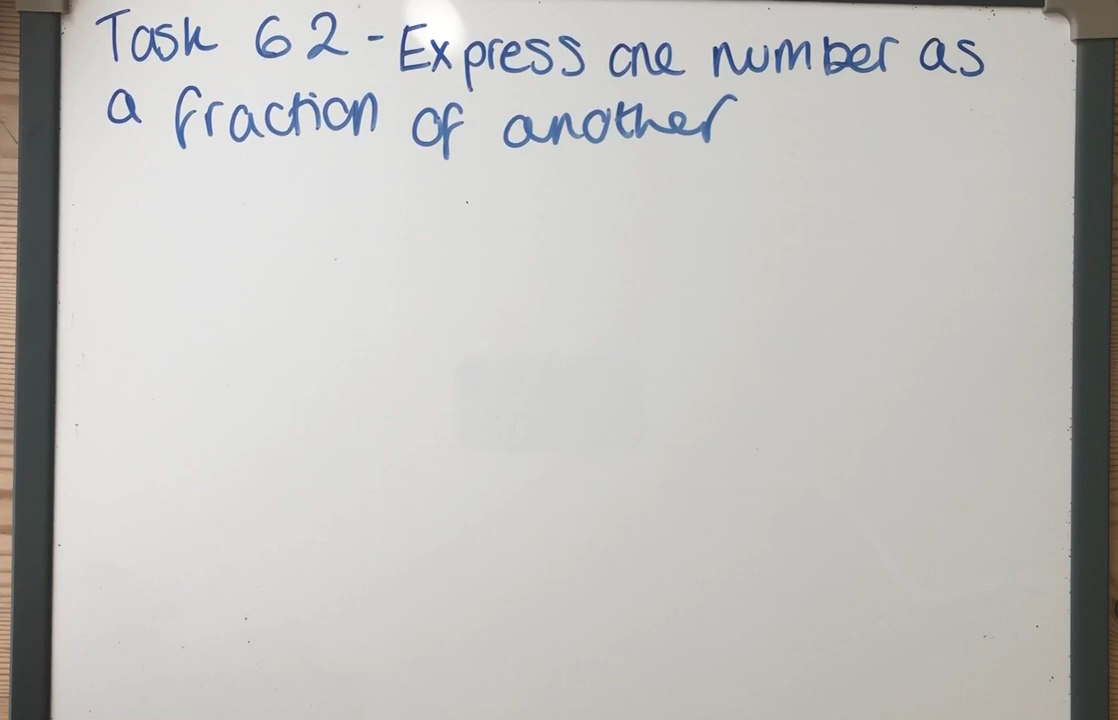 Task 62 - Express one number as
a fraction of another